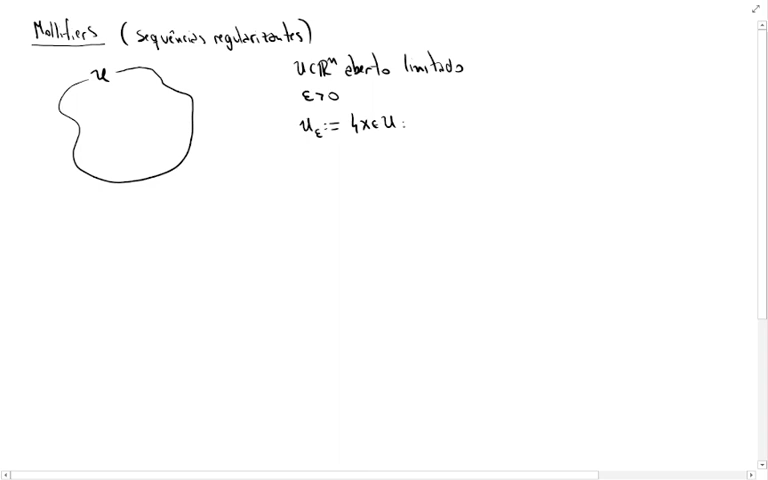 Mollifiers (sequências regularizantes)
U
U⊂ℝⁿ aberto limitado
ε>0
U_ε := {x∈U :